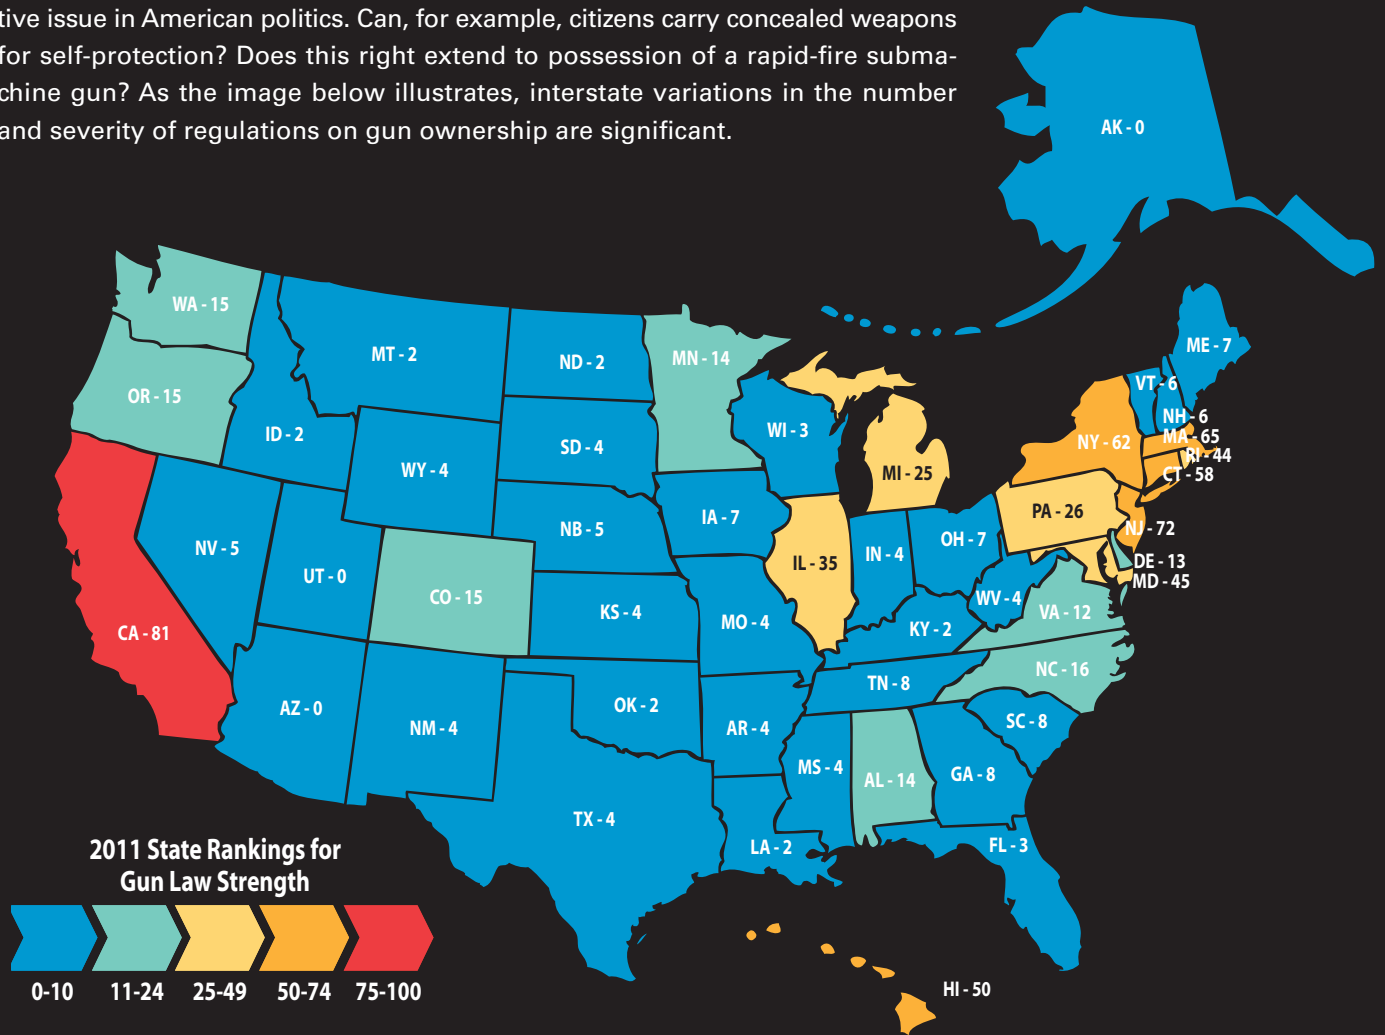 tive issue in American politics. Can, for example, citizens carry concealed weapons
for self-protection? Does this right extend to possession of a rapid-fire subma-
chine gun? As the image below illustrates, interstate variations in the number
and severity of regulations on gun ownership are significant.
AK - 0
WA - 15
MT - 2
ND - 2
MN - 14
ME - 7
VT - 6
OR - 15
ID - 2
SD - 4
WI - 3
NH - 6
NY - 62
MA - 65
RI - 44
WY - 4
MI - 25
CT - 58
IA - 7
PA - 26
NB - 5
NJ - 72
NV - 5
IN - 4
OH - 7
IL - 35
DE - 13
UT - 0
MD - 45
CO - 15
WV - 4
KS - 4
VA - 12
MO - 4
KY - 2
CA - 81
NC - 16
TN - 8
AZ - 0
OK - 2
NM - 4
AR - 4
SC - 8
MS - 4
AL - 14
GA - 8
TX - 4
LA - 2
FL - 3
2011 State Rankings for
Gun Law Strength
0-10 11-24 25-49 50-74 75-100
HI - 50